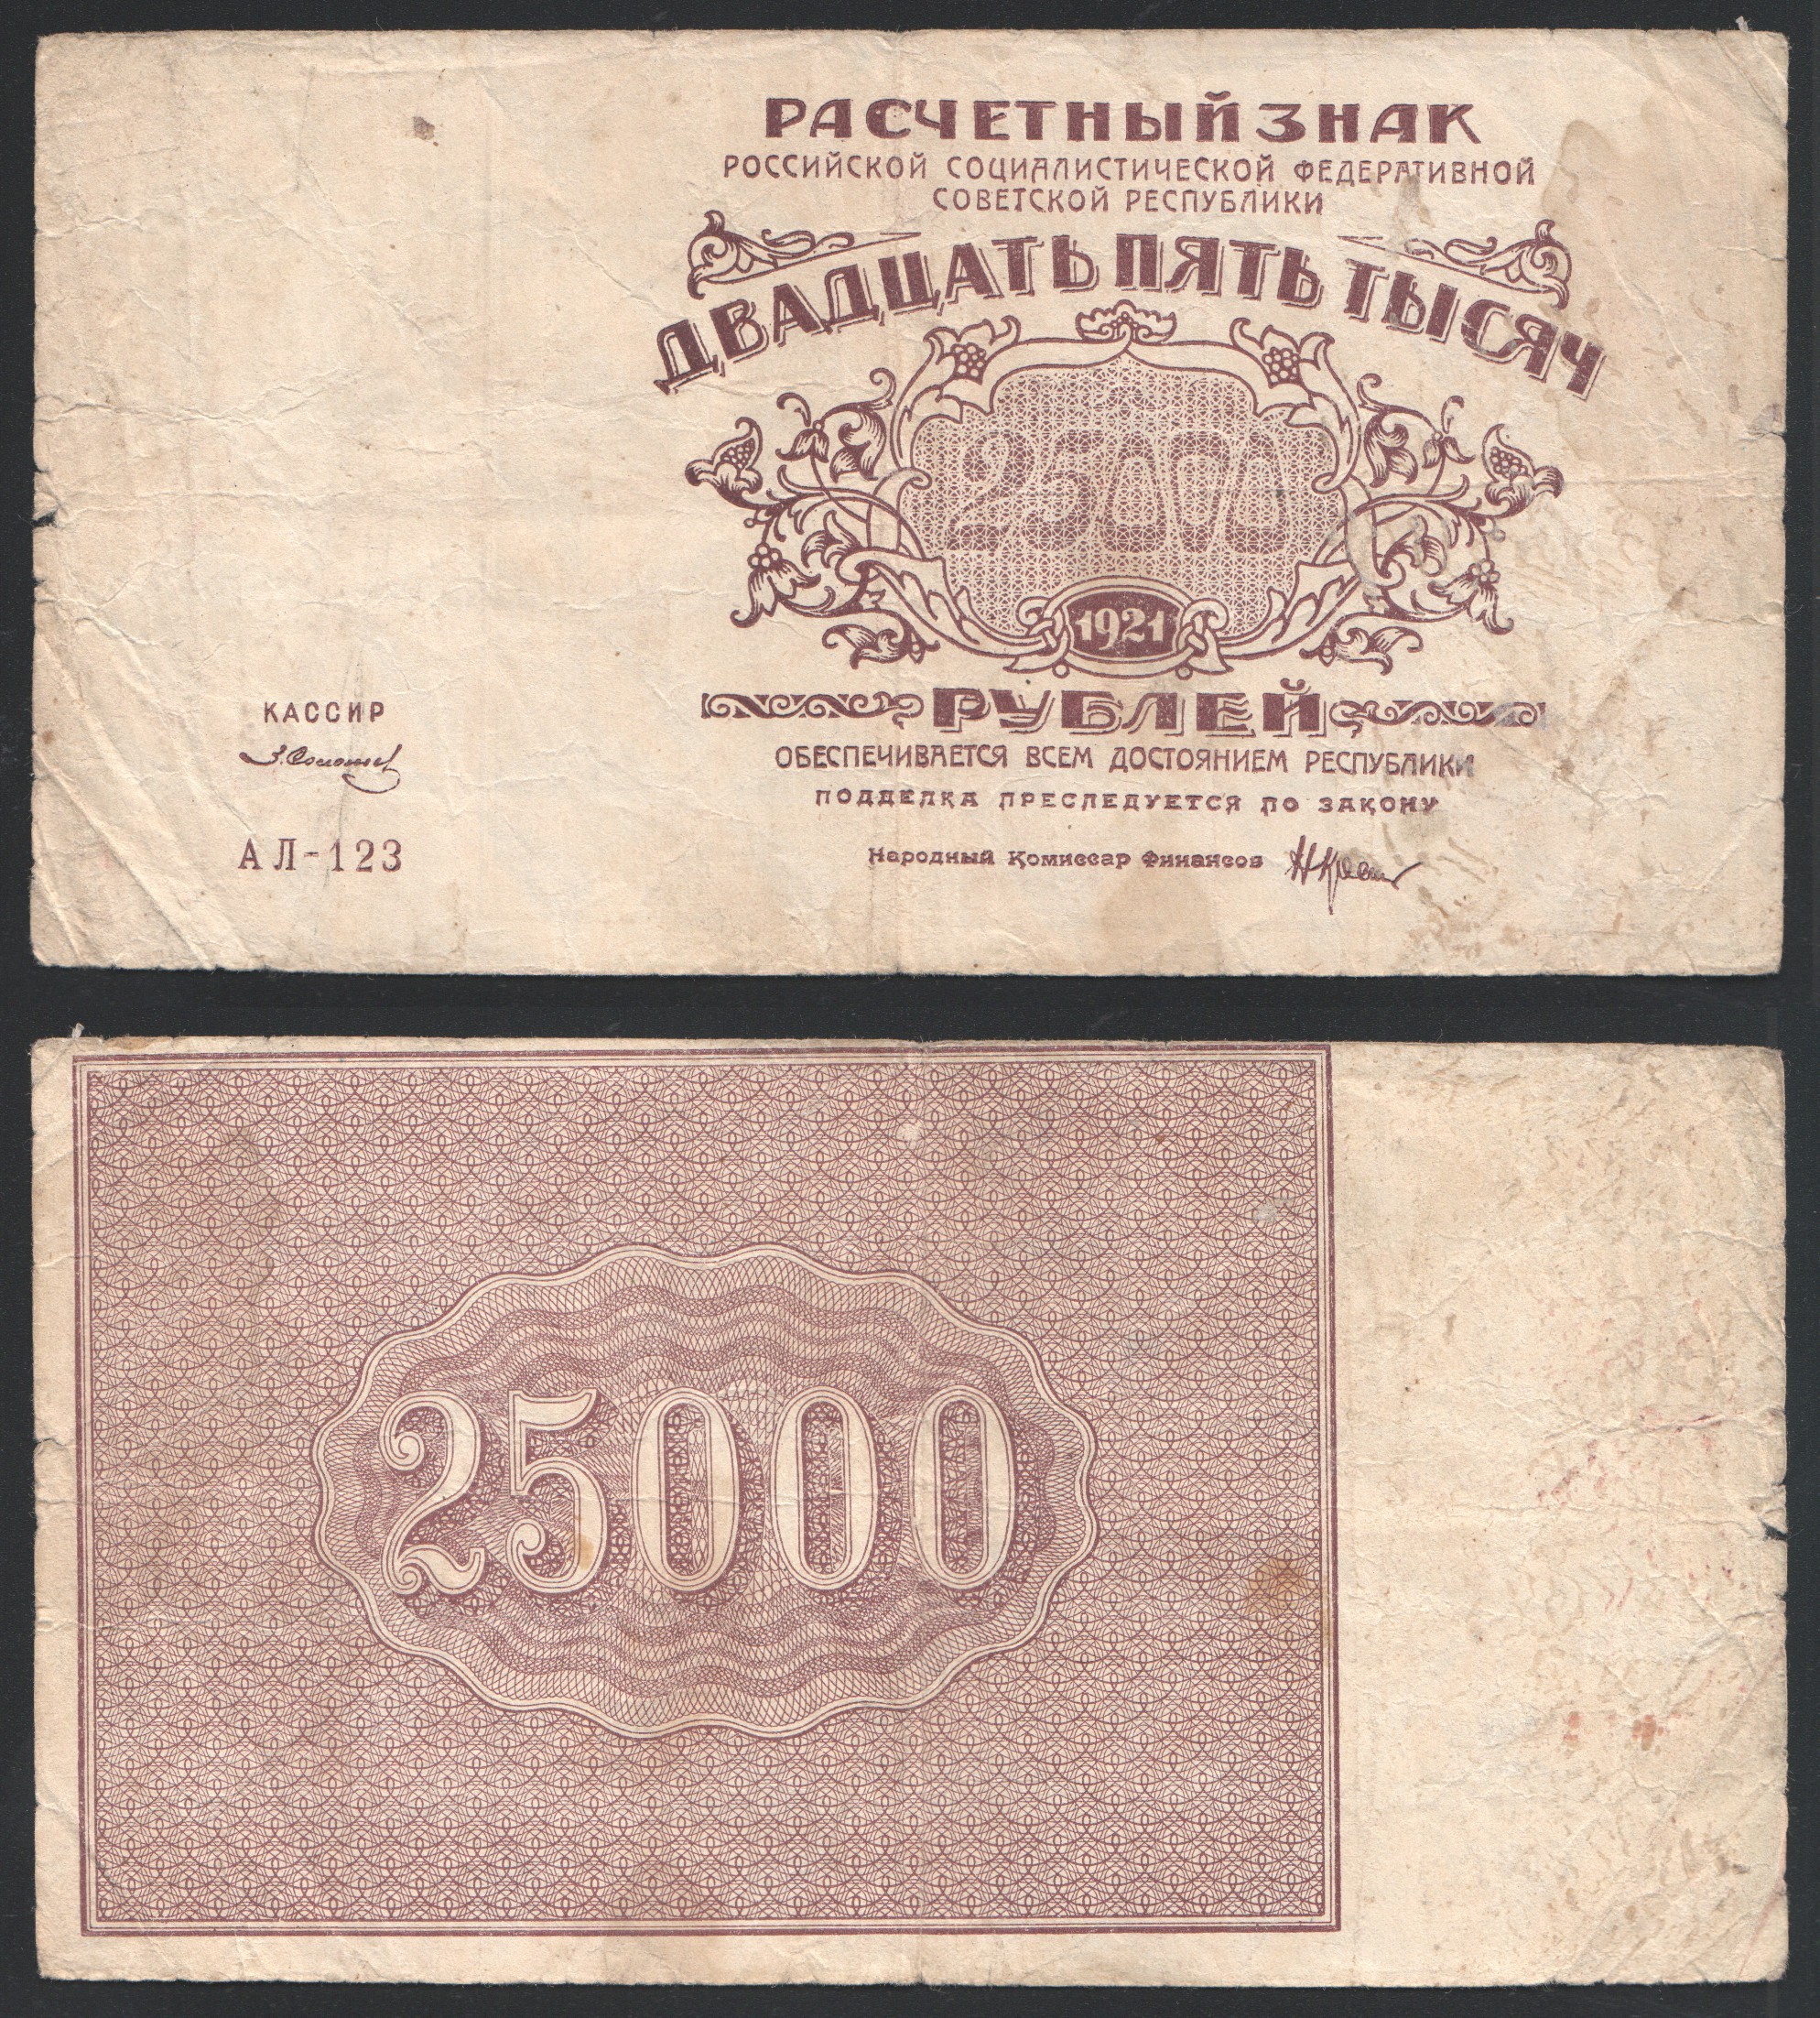 РАСЧЕТНЫЙ ЗНАК
РОССИЙСКОЙ СОЦИАЛИСТИЧЕСКОЙ ФЕДЕРАТИВНОЙ
СОВЕТСКОЙ РЕСПУБЛИКИ
ДВАДЦАТЬ ПЯТЬ ТЫСЯЧ
25000
1921
РУБЛЕЙ
ОБЕСПЕЧИВАЕТСЯ ВСЕМ ДОСТОЯНИЕМ РЕСПУБЛИКИ
ПОДДЕЛКА ПРЕСЛЕДУЕТСЯ ПО ЗАКОНУ
Народный Комиссар Финансов
КАССИР
АЛ-123
25000